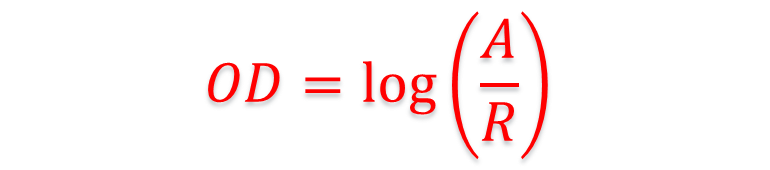 OD = log(A/R)